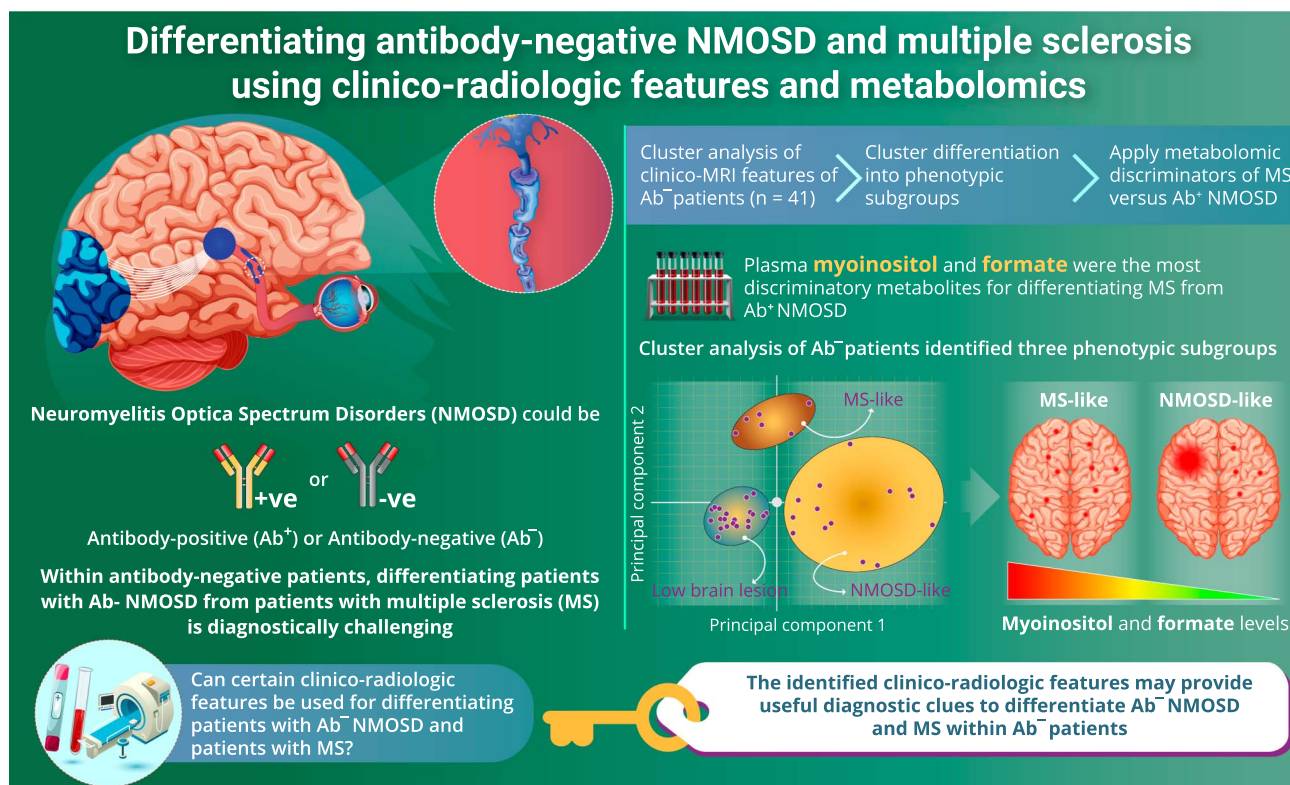 Differentiating antibody-negative NMOSD and multiple sclerosis
using clinico-radiologic features and metabolomics
Neuromyelitis Optica Spectrum Disorders (NMOSD) could be
+ve or -ve
Antibody-positive (Ab⁺) or Antibody-negative (Ab⁻)
Within antibody-negative patients, differentiating patients
with Ab- NMOSD from patients with multiple sclerosis (MS)
is diagnostically challenging
Can certain clinico-radiologic
features be used for differentiating
patients with Ab⁻ NMOSD and
patients with MS?
Cluster analysis of
clinico-MRI features of
Ab⁻ patients (n = 41)
Cluster differentiation
into phenotypic
subgroups
Apply metabolomic
discriminators of MS
versus Ab⁺ NMOSD
Plasma myoinositol and formate were the most
discriminatory metabolites for differentiating MS from
Ab⁺ NMOSD
Cluster analysis of Ab⁻ patients identified three phenotypic subgroups
Principal component 2
MS-like
Low brain lesion
NMOSD-like
Principal component 1
MS-like
NMOSD-like
Myoinositol and formate levels
The identified clinico-radiologic features may provide
useful diagnostic clues to differentiate Ab⁻ NMOSD
and MS within Ab⁻ patients